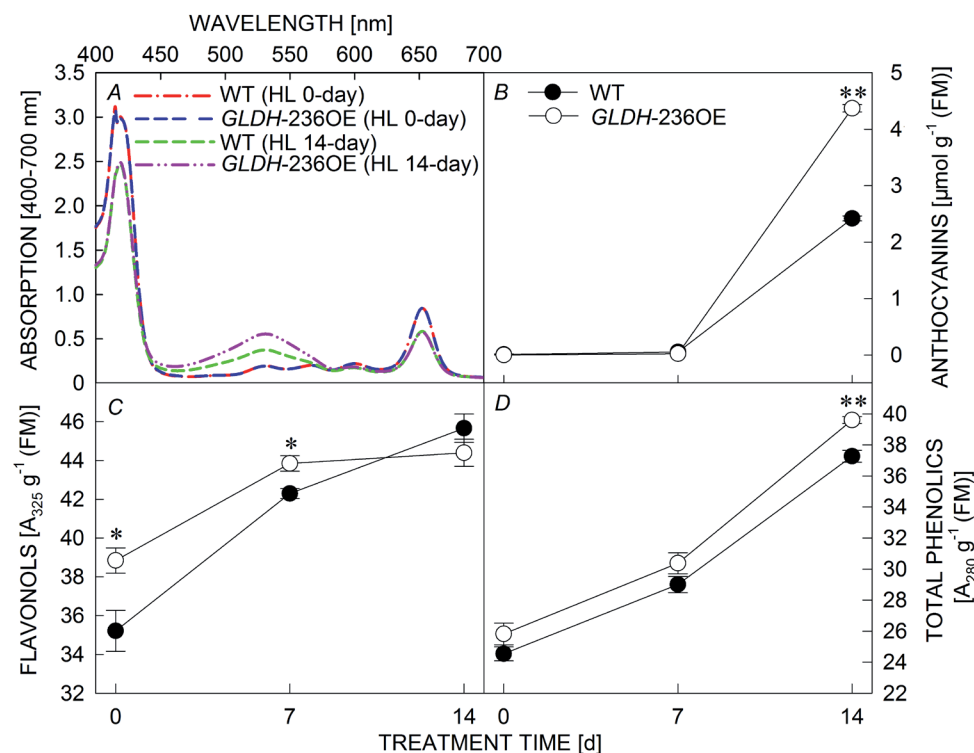 WAVELENGTH [nm]
400 450 500 550 600 650 700
ABSORPTION [400-700 nm]
3.5
3.0
2.5
2.0
1.5
1.0
0.5
0
A
WT (HL 0-day)
GLDH-236OE (HL 0-day)
WT (HL 14-day)
GLDH-236OE (HL 14-day)
B
WT
GLDH-236OE
**
5
4
3
2
1
0
ANTHOCYANINS [µmol g⁻¹ (FM)]
FLAVONOLS [A₃₂₅ g⁻¹ (FM)]
46
44
42
40
38
36
34
32
C
*
*
D
**
40
38
36
34
32
30
28
26
24
22
TOTAL PHENOLICS
[A₂₈₀ g⁻¹ (FM)]
0 7 14 0 7 14
TREATMENT TIME [d]